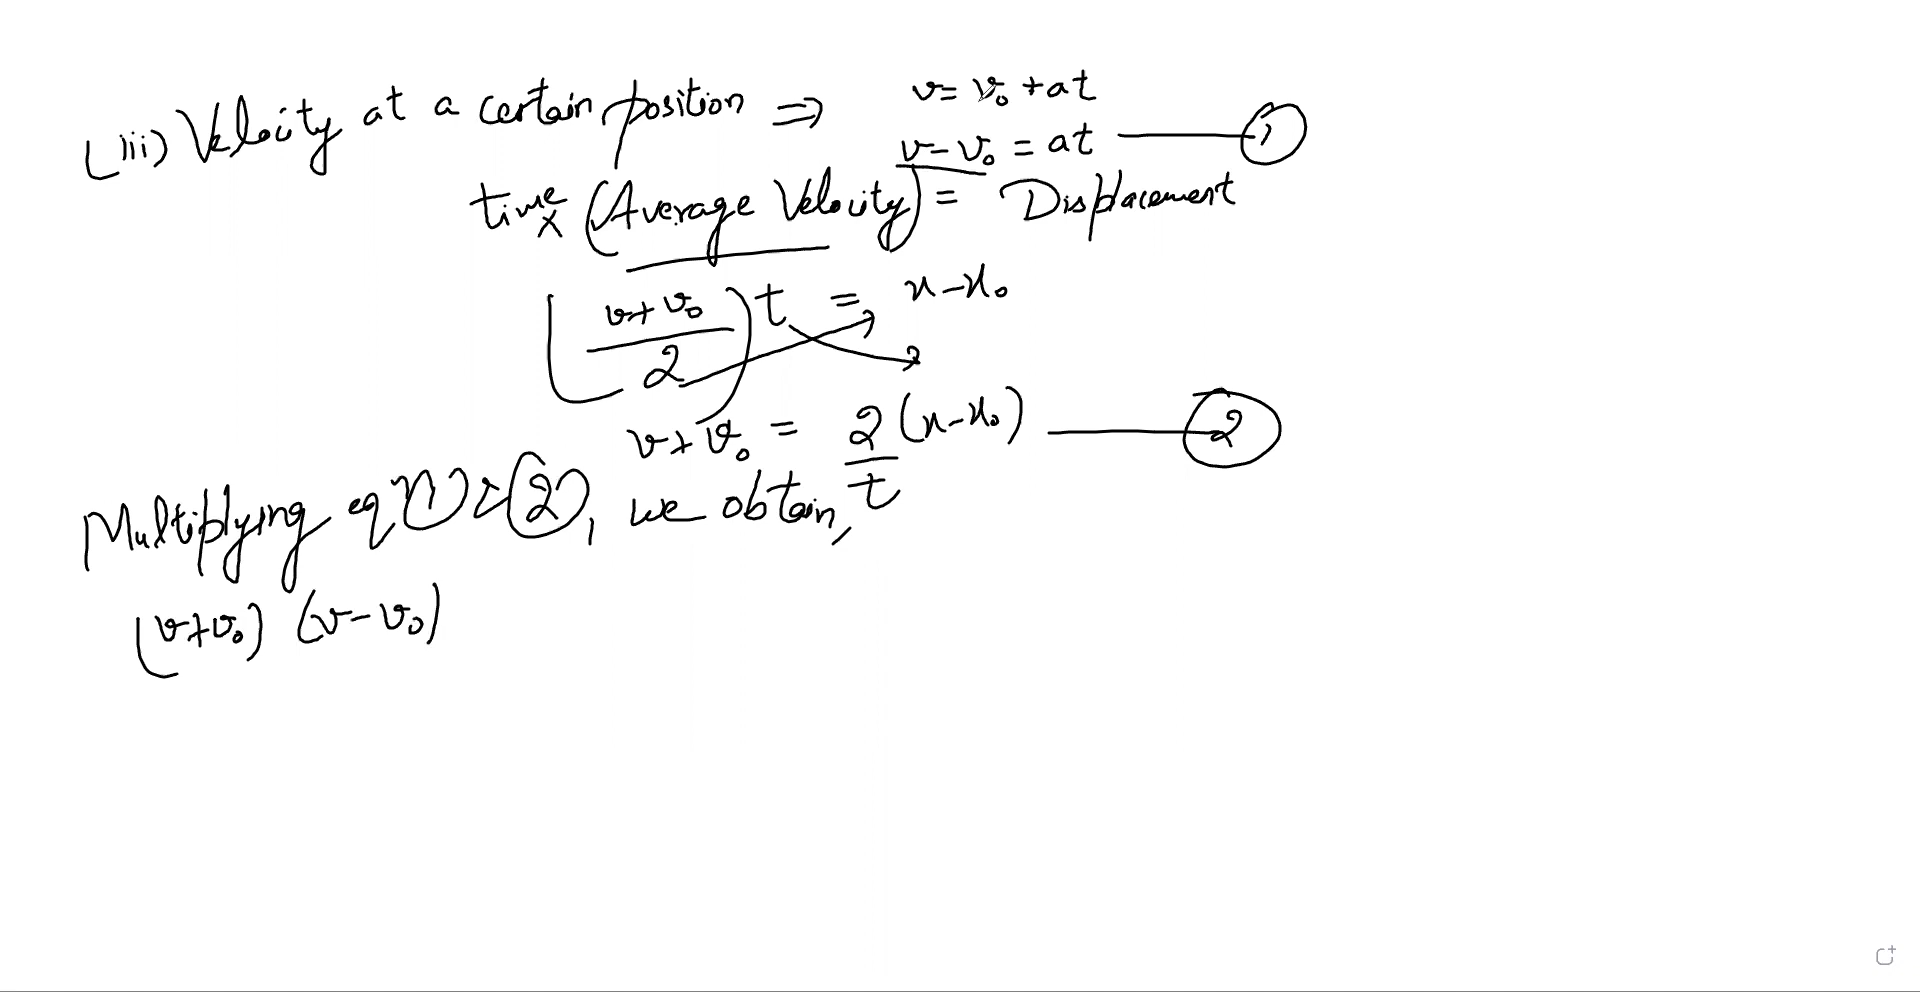 (iii) Velocity at a certain position ⇒ v = v₀ + at
v - v₀ = at —— ①
time × (Average Velocity) = Displacement
((v + v₀)/2) t = x - x₀
v + v₀ = 2/t (x - x₀) —— ②
Multiplying eqⁿ ① & ②, we obtain,
(v + v₀) (v - v₀)